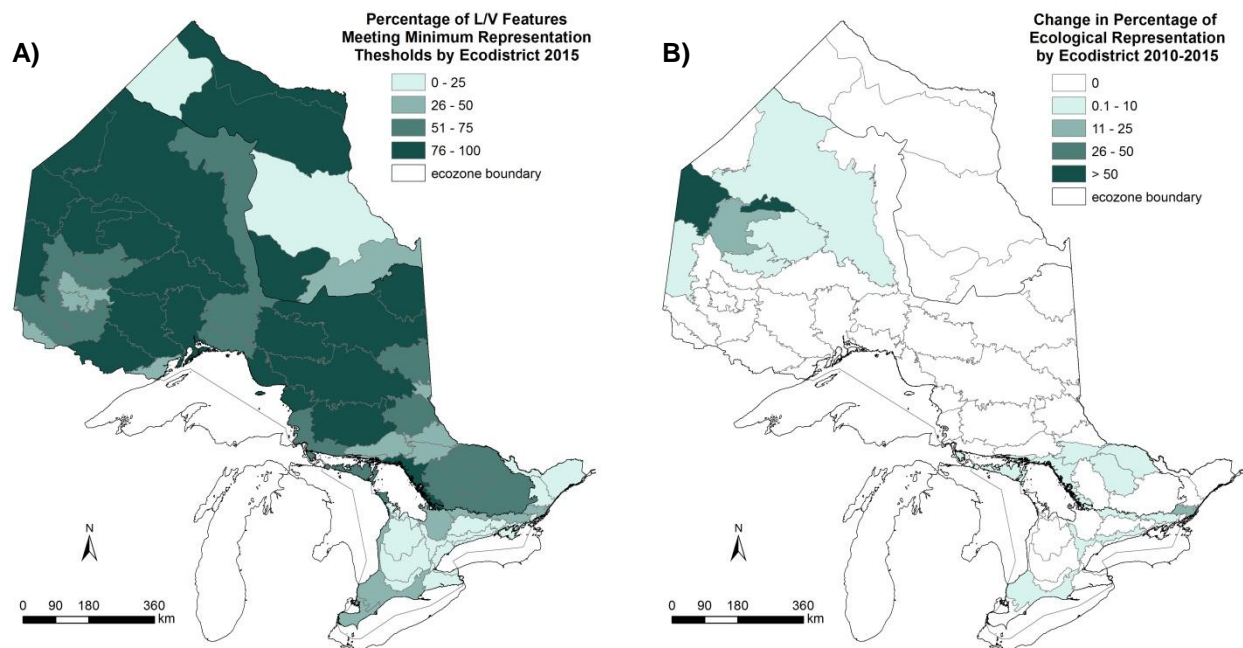 A)
Percentage of L/V Features
Meeting Minimum Representation
Thesholds by Ecodistrict 2015
0 - 25
26 - 50
51 - 75
76 - 100
ecozone boundary
N
0 90 180 360
km
B)
Change in Percentage of
Ecological Representation
by Ecodistrict 2010-2015
0
0.1 - 10
11 - 25
26 - 50
> 50
ecozone boundary
N
0 90 180 360
km